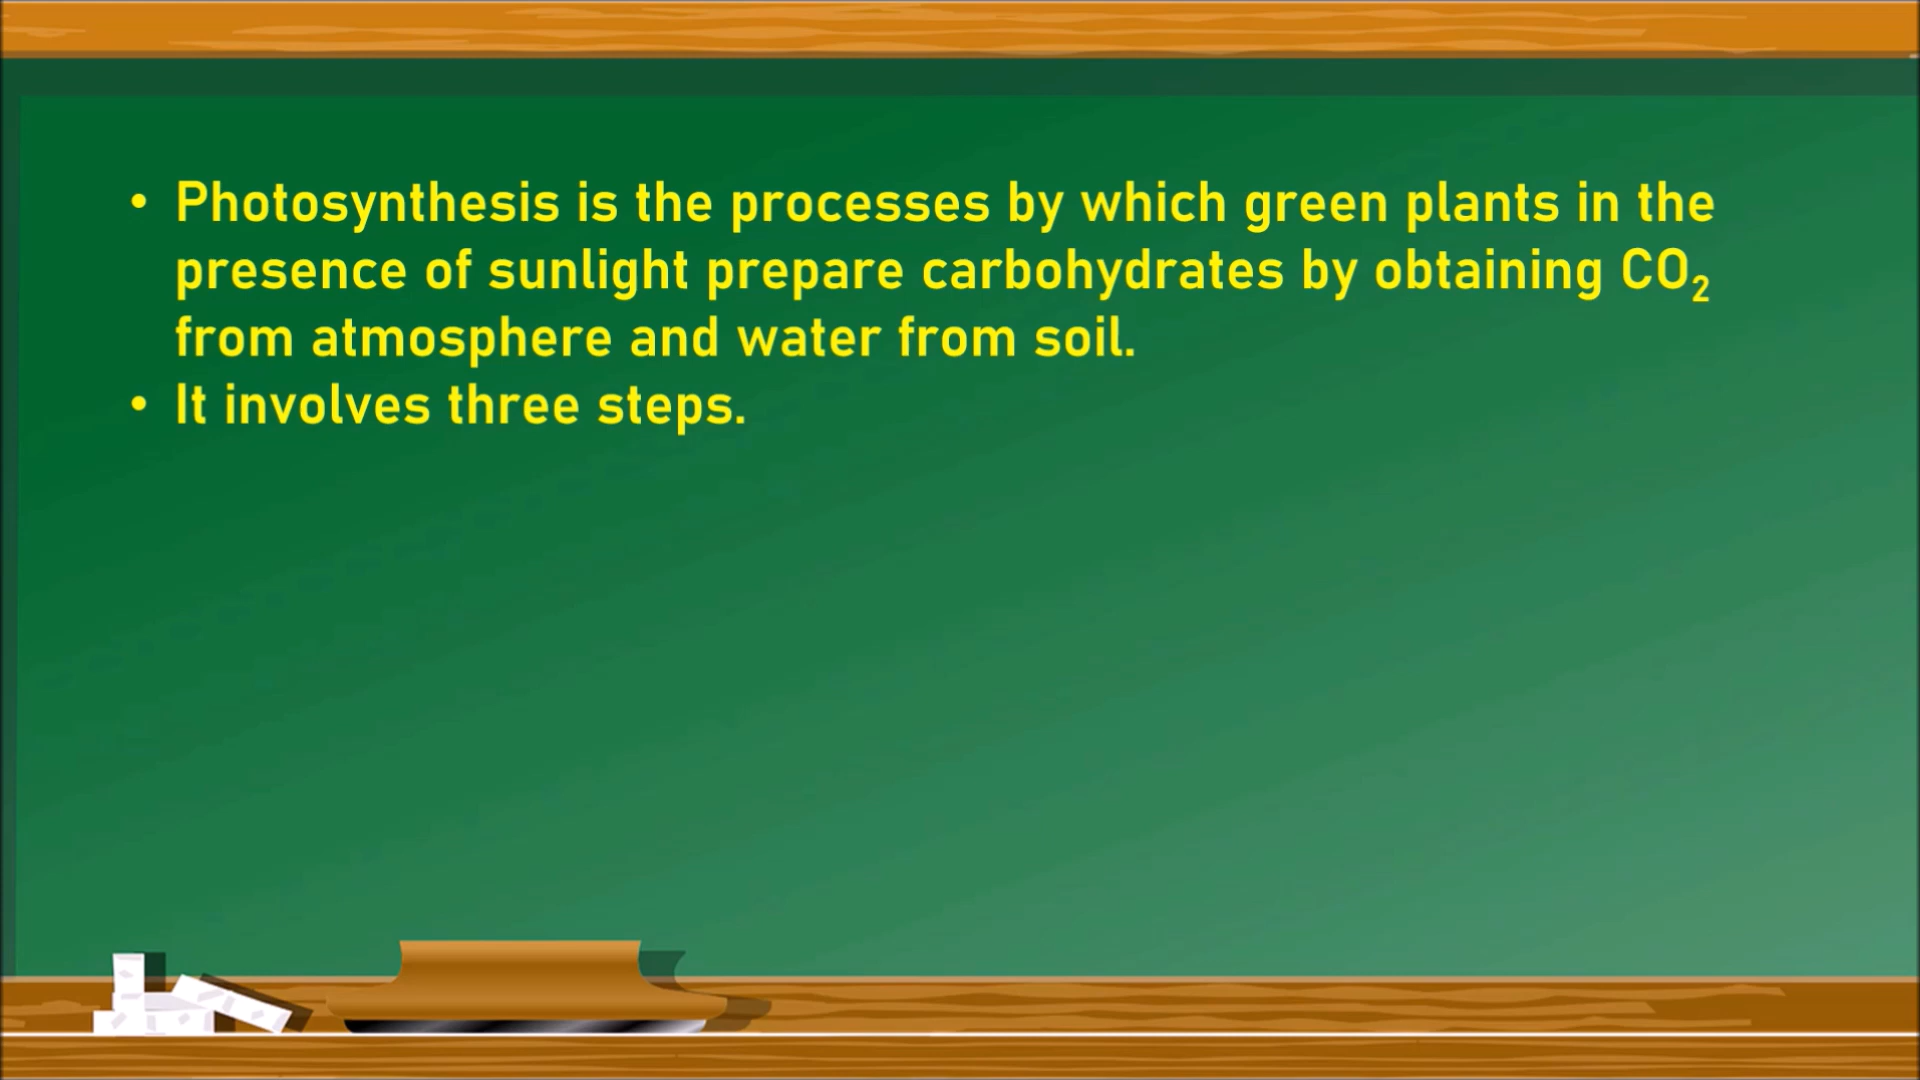 • Photosynthesis is the processes by which green plants in the
presence of sunlight prepare carbohydrates by obtaining CO₂
from atmosphere and water from soil.
• It involves three steps.